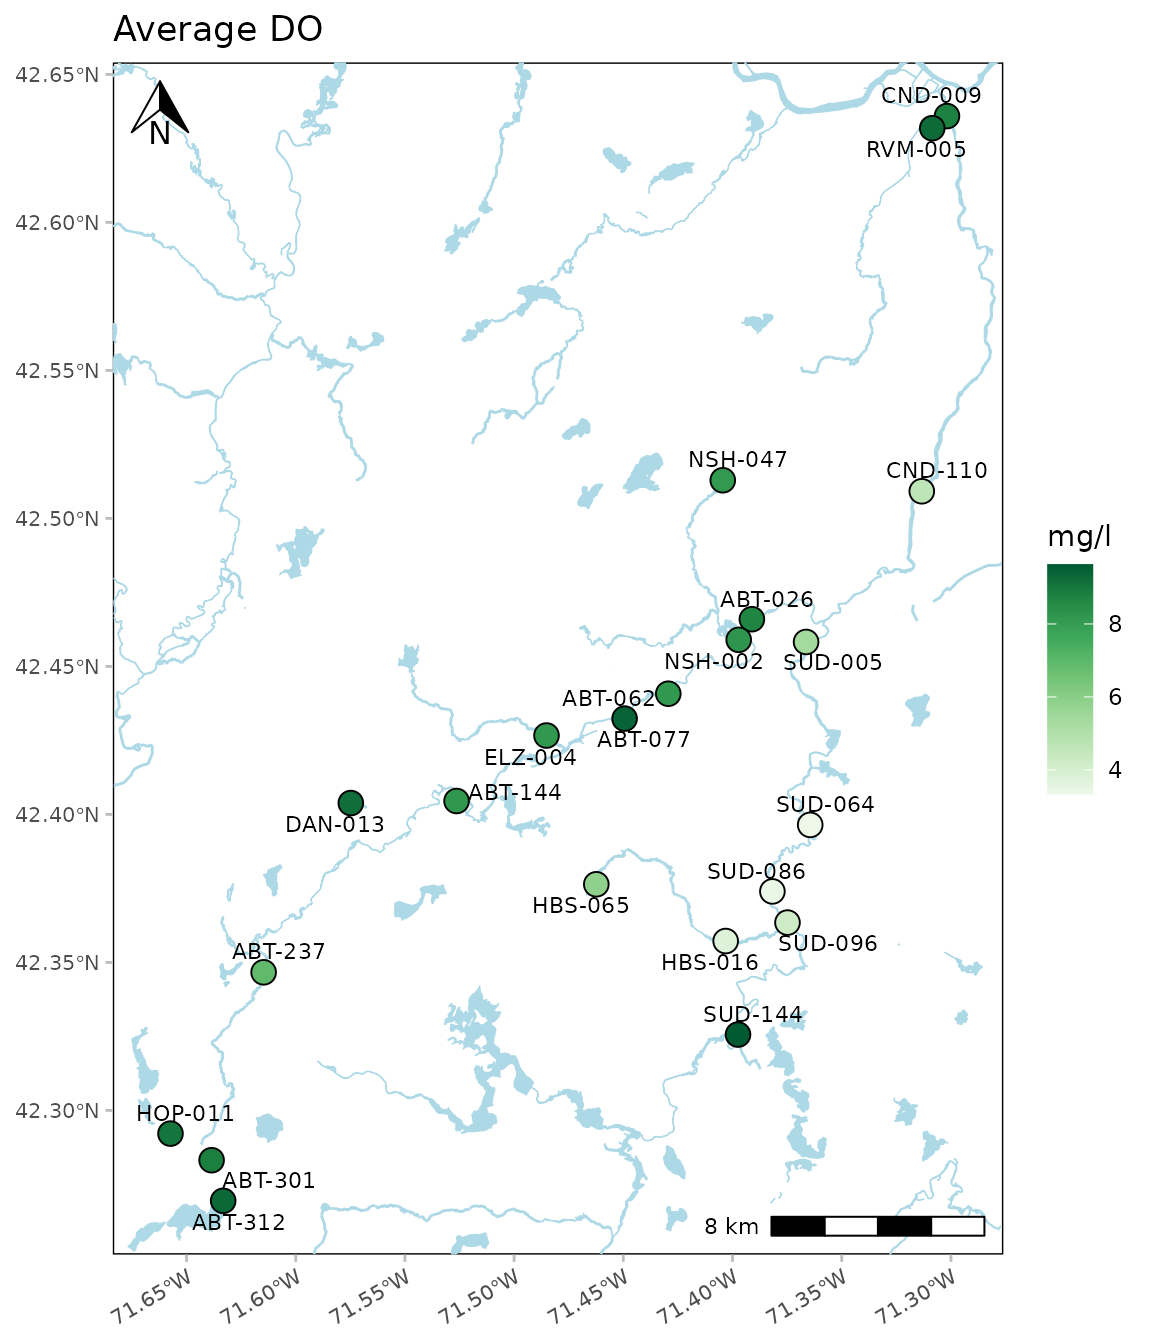 Average DO
42.65°N
42.60°N
42.55°N
42.50°N
42.45°N
42.40°N
42.35°N
42.30°N
N
CND-009
RVM-005
NSH-047
CND-110
ABT-026
NSH-002
SUD-005
ABT-062
ABT-077
ELZ-004
ABT-144
DAN-013
SUD-064
SUD-086
HBS-065
SUD-096
HBS-016
ABT-237
SUD-144
HOP-011
ABT-301
ABT-312
8 km
71.65°W
71.60°W
71.55°W
71.50°W
71.45°W
71.40°W
71.35°W
71.30°W
mg/l
8
6
4